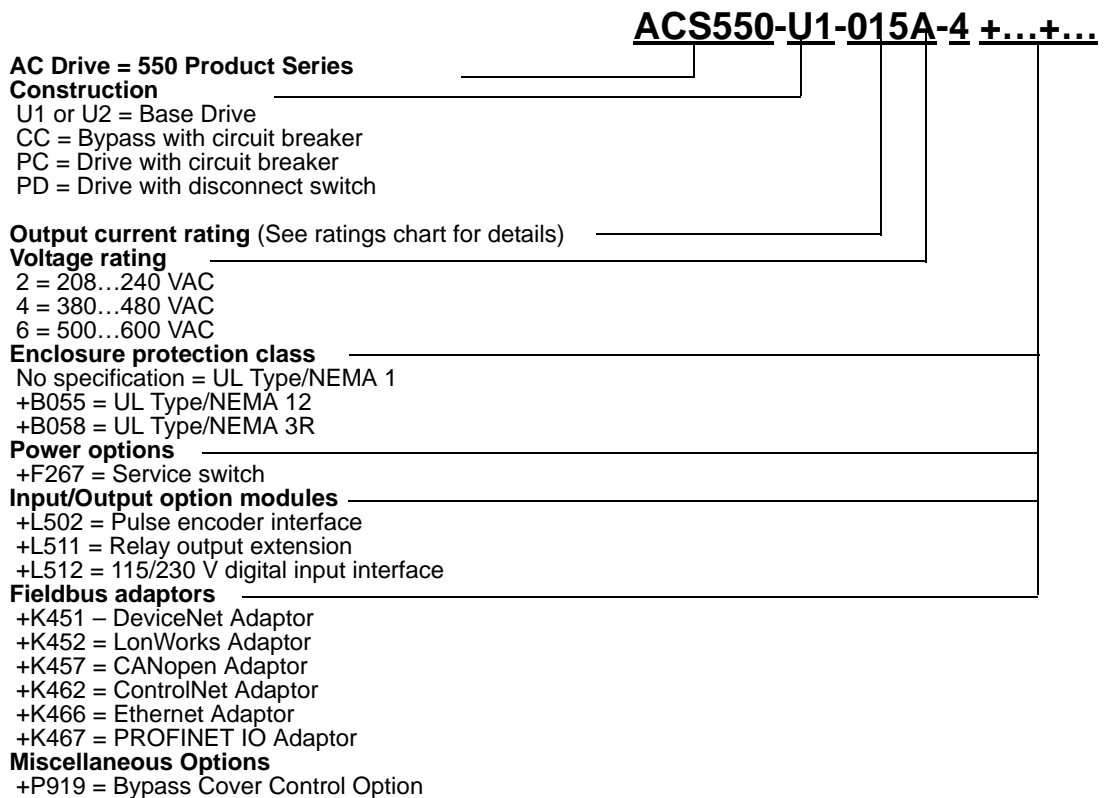 ACS550-U1-015A-4 +…+…
AC Drive = 550 Product Series
Construction
U1 or U2 = Base Drive
CC = Bypass with circuit breaker
PC = Drive with circuit breaker
PD = Drive with disconnect switch
Output current rating (See ratings chart for details)
Voltage rating
2 = 208…240 VAC
4 = 380…480 VAC
6 = 500…600 VAC
Enclosure protection class
No specification = UL Type/NEMA 1
+B055 = UL Type/NEMA 12
+B058 = UL Type/NEMA 3R
Power options
+F267 = Service switch
Input/Output option modules
+L502 = Pulse encoder interface
+L511 = Relay output extension
+L512 = 115/230 V digital input interface
Fieldbus adaptors
+K451 – DeviceNet Adaptor
+K452 = LonWorks Adaptor
+K457 = CANopen Adaptor
+K462 = ControlNet Adaptor
+K466 = Ethernet Adaptor
+K467 = PROFINET IO Adaptor
Miscellaneous Options
+P919 = Bypass Cover Control Option